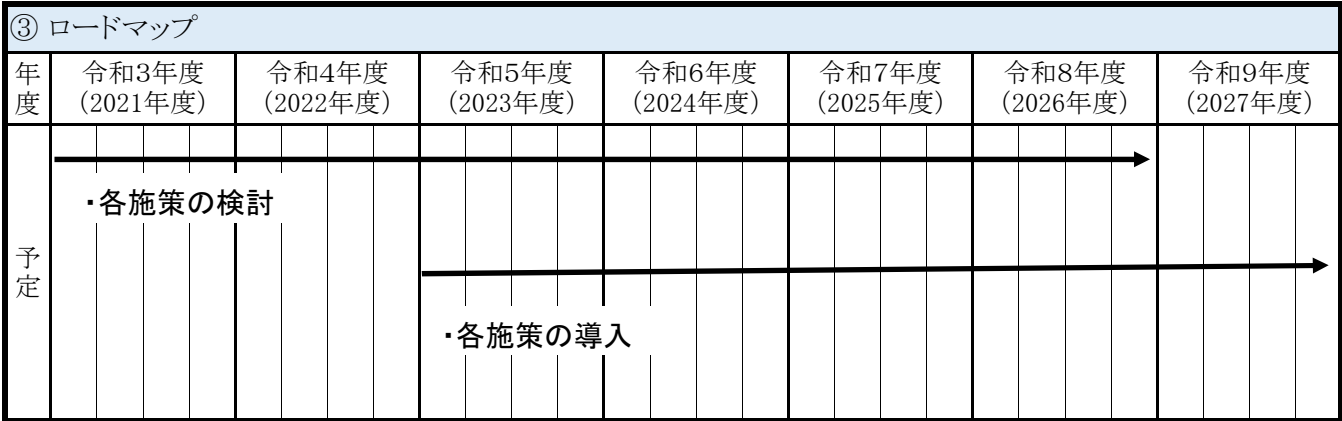 ③ ロードマップ
年度
令和3年度
(2021年度)
令和4年度
(2022年度)
令和5年度
(2023年度)
令和6年度
(2024年度)
令和7年度
(2025年度)
令和8年度
(2026年度)
令和9年度
(2027年度)
予定
・各施策の検討
・各施策の導入